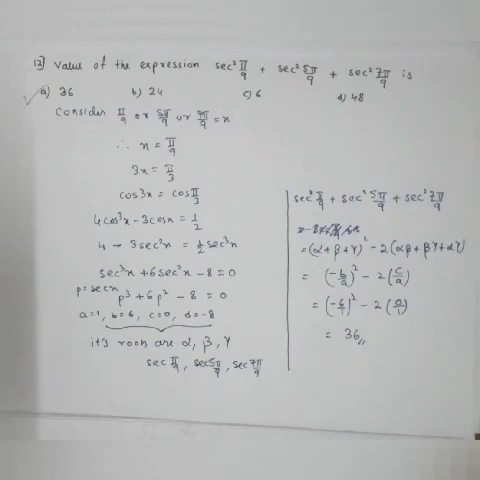 12] Value of the expression sec² π/9 + sec² 5π/9 + sec² 7π/9 is
a) 36 b) 24 c) 6 d) 48
Consider π/9 or 5π/9 or 7π/9 = x
∴ x = π/9
3x = π/3
cos3x = cos π/3
4cos³x - 3cosx = 1/2
4 - 3sec²x = 1/2 sec³x
sec³x + 6sec²x - 8 = 0
p = secx
p³ + 6p² - 8 = 0
a=1, b=6, c=0, d=-8
it's roots are α, β, γ
sec π/9, sec 5π/9, sec 7π/9
sec² π/9 + sec² 5π/9 + sec² 7π/9
= (α+β+γ)² - 2(αβ+βγ+αγ)
= (-b/a)² - 2(c/a)
= (-6/1)² - 2(0/1)
= 36